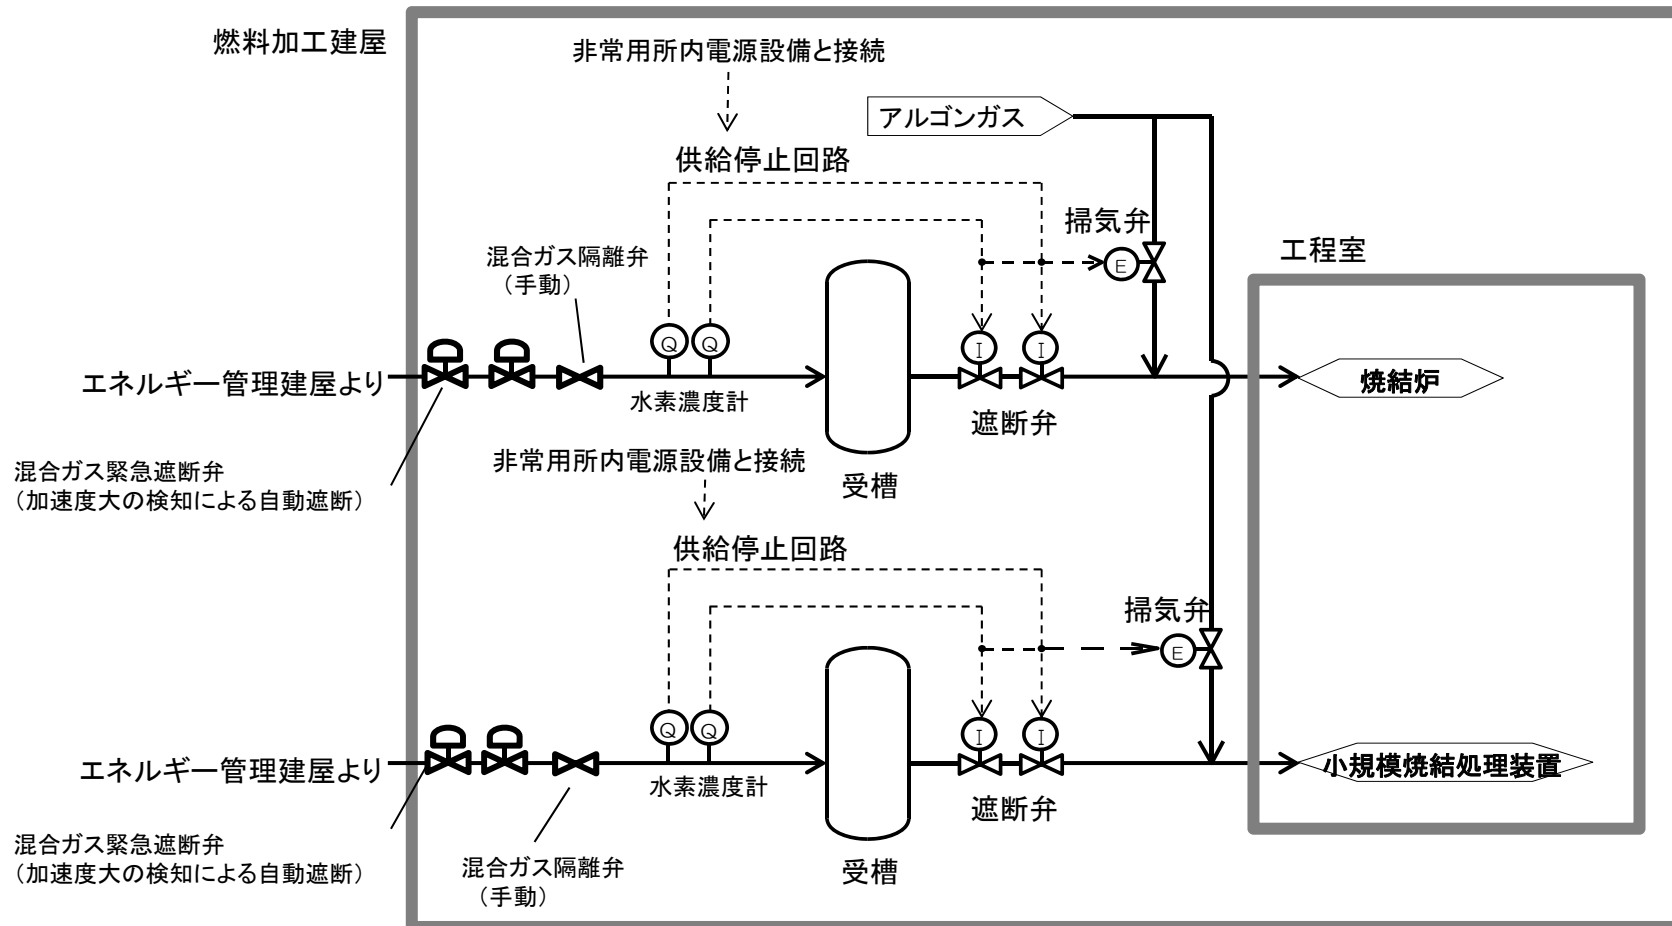 燃料加工建屋
非常用所内電源設備と接続
アルゴンガス
供給停止回路
掃気弁
E
工程室
混合ガス隔離弁
（手動）
Q
Q
I
I
エネルギー管理建屋より
水素濃度計
焼結炉
遮断弁
混合ガス緊急遮断弁
（加速度大の検知による自動遮断）
受槽
非常用所内電源設備と接続
供給停止回路
掃気弁
E
Q
Q
I
I
エネルギー管理建屋より
水素濃度計
小規模焼結処理装置
遮断弁
混合ガス緊急遮断弁
（加速度大の検知による自動遮断）
混合ガス隔離弁
（手動）
受槽